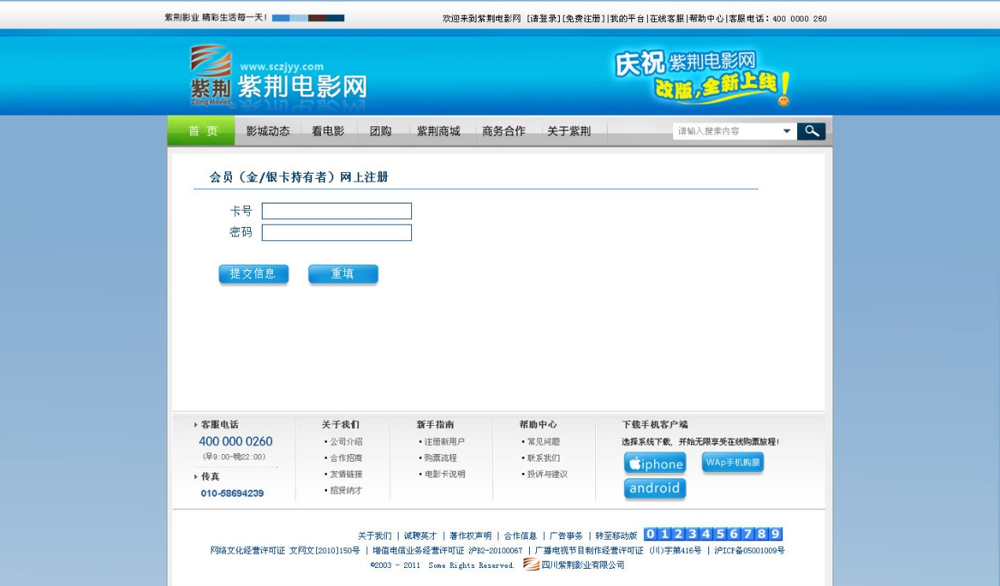 紫荆影业 精彩生活每一天！
欢迎来到紫荆电影网 [请登录][免费注册]|我的平台|在线客服|帮助中心|客服电话：400 0000 260
www.sczjyy.com
紫荆 紫荆电影网
Zijing Movies
庆祝紫荆电影网
改版，全新上线！
首 页 影城动态 看电影 团购 紫荆商城 商务合作 关于紫荆 请输入搜索内容
会员（金/银卡持有者）网上注册
卡号
密码
提交信息 重填
客服电话 关于我们 新手指南 帮助中心 下载手机客户端
400 000 0260 公司介绍 注册新用户 常见问题 选择系统下载，开始无限享受在线购票旅程！
(早9:00-晚22:00) 合作招商 购票流程 联系我们 iphone WAp手机购票
传真 友情链接 电影卡说明 投诉与建议
010-58694239 招贤纳才 android
关于我们 | 诚聘英才 | 著作权声明 | 合作信息 | 广告事务 | 转至移动版 0 1 2 3 4 5 6 7 8 9
网络文化经营许可证 文网文[2010]150号 | 增值电信业务经营许可证 沪B2-20100067 | 广播电视节目制作经营许可证 (川)字第416号 | 沪ICP备05001009号
©2003 - 2011 Some Rights Reserved. 四川紫荆影业有限公司